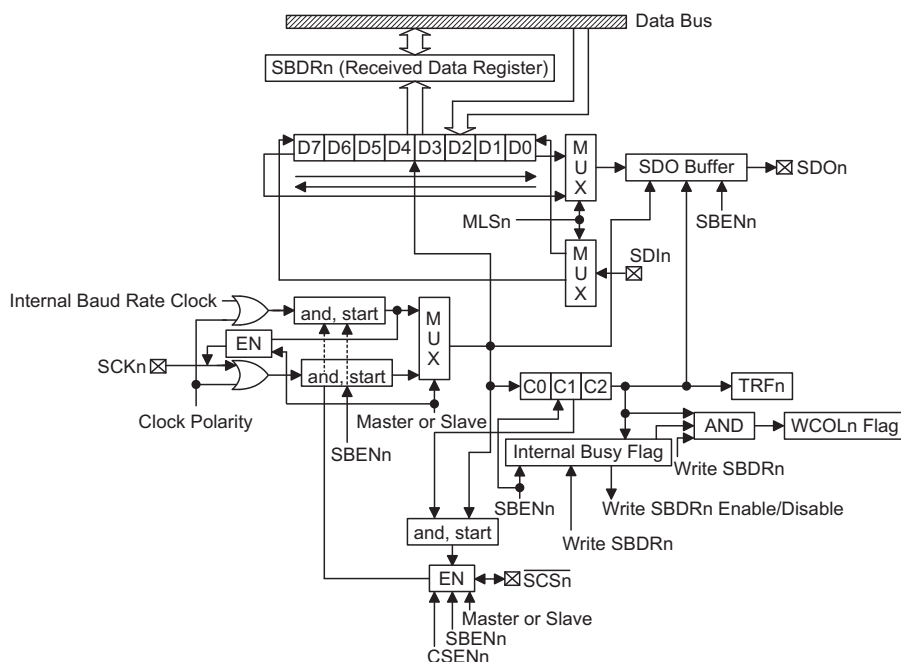 Data Bus
SBDRn (Received Data Register)
D7 D6 D5 D4 D3 D2 D1 D0
MUX
SDO Buffer
SDOn
MLSn
SBENn
MUX
SDIn
Internal Baud Rate Clock
and, start
MUX
EN
SCKn
and, start
C0 C1 C2
TRFn
Clock Polarity
Master or Slave
AND
WCOLn Flag
SBENn
Internal Busy Flag
Write SBDRn
SBENn
Write SBDRn Enable/Disable
and, start
Write SBDRn
EN
SCSn
Master or Slave
SBENn
CSENn